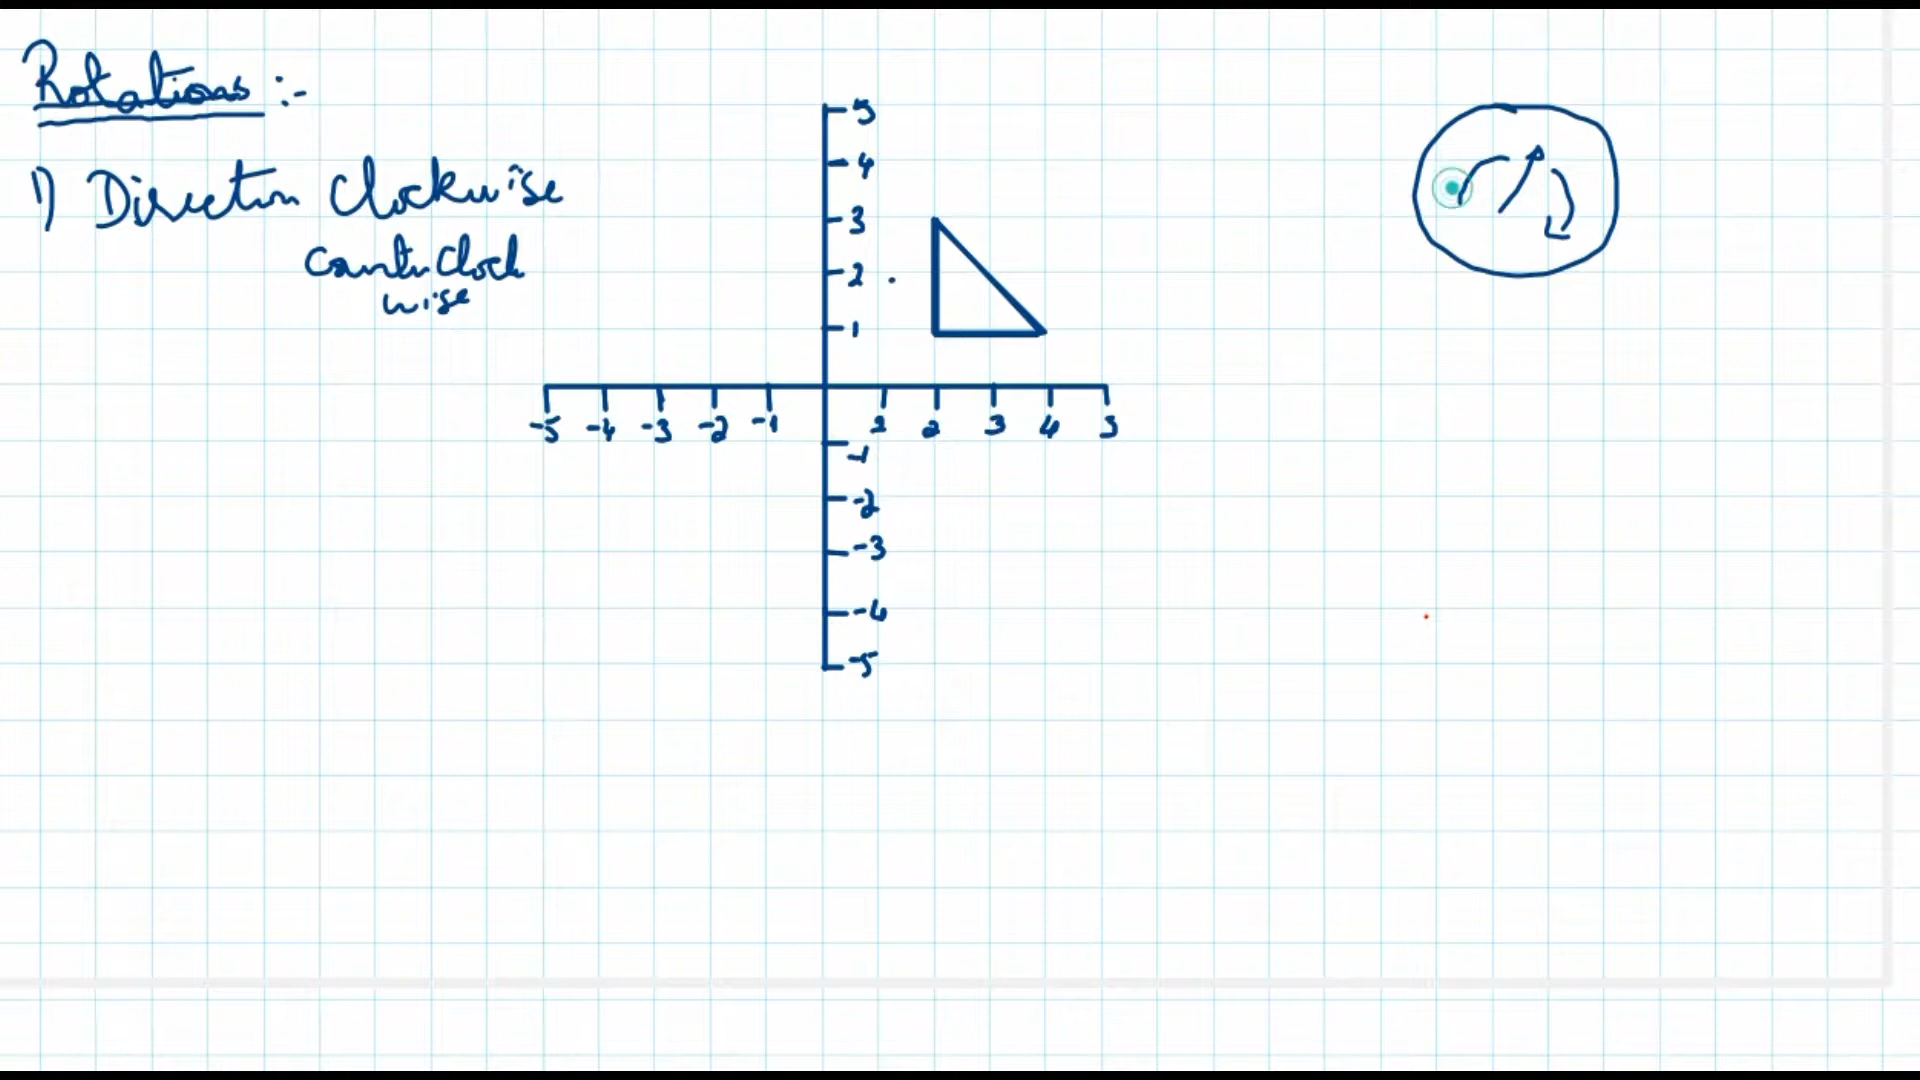 Rotations :-
1) Direction Clockwise
Counter Clock
wise
5
4
3
2
1
-5 -4 -3 -2 -1 1 2 3 4 5
-1
-2
-3
-4
-5